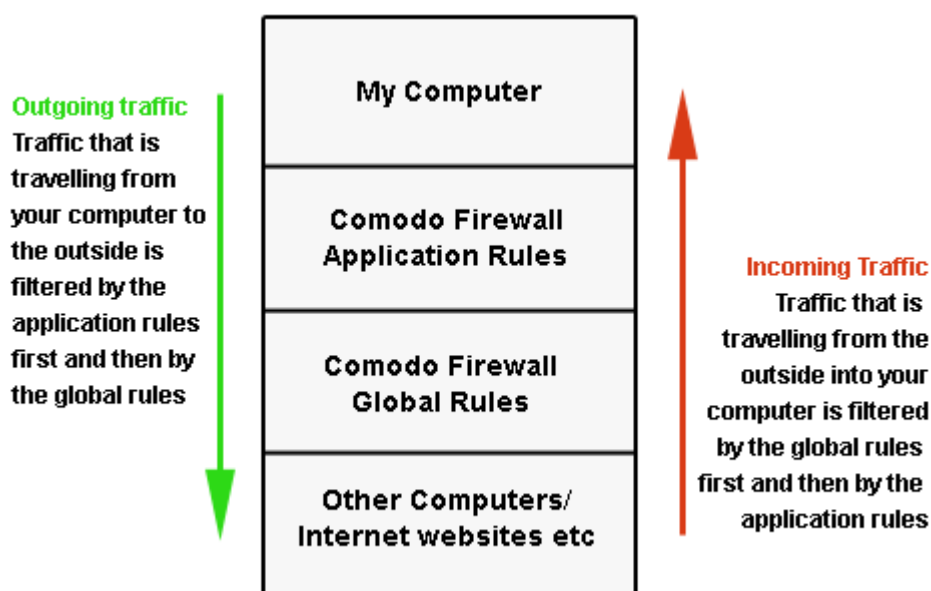 Outgoing traffic
Traffic that is
travelling from
your computer to
the outside is
filtered by the
application rules
first and then by
the global rules
My Computer
Comodo Firewall
Application Rules
Comodo Firewall
Global Rules
Other Computers/
Internet websites etc
Incoming Traffic
Traffic that is
travelling from the
outside into your
computer is filtered
by the global rules
first and then by the
application rules